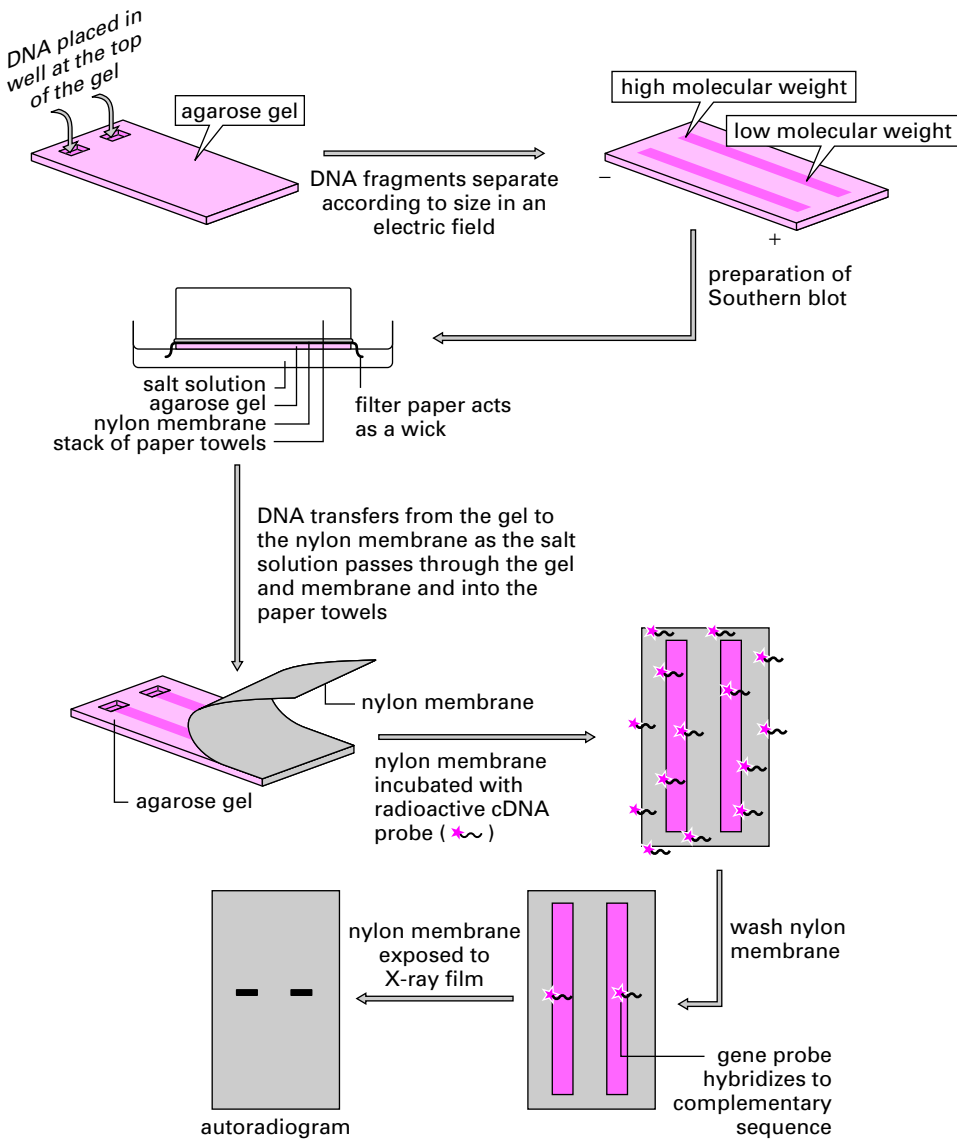 DNA placed in
well at the top
of the gel
agarose gel
DNA fragments separate
according to size in an
electric field
high molecular weight
low molecular weight
–
+
preparation of
Southern blot
salt solution
agarose gel
nylon membrane
stack of paper towels
filter paper acts
as a wick
DNA transfers from the gel to
the nylon membrane as the salt
solution passes through the gel
and membrane and into the
paper towels
nylon membrane
agarose gel
nylon membrane
incubated with
radioactive cDNA
probe ( )
wash nylon
membrane
nylon membrane
exposed to
X-ray film
gene probe
hybridizes to
complementary
sequence
autoradiogram